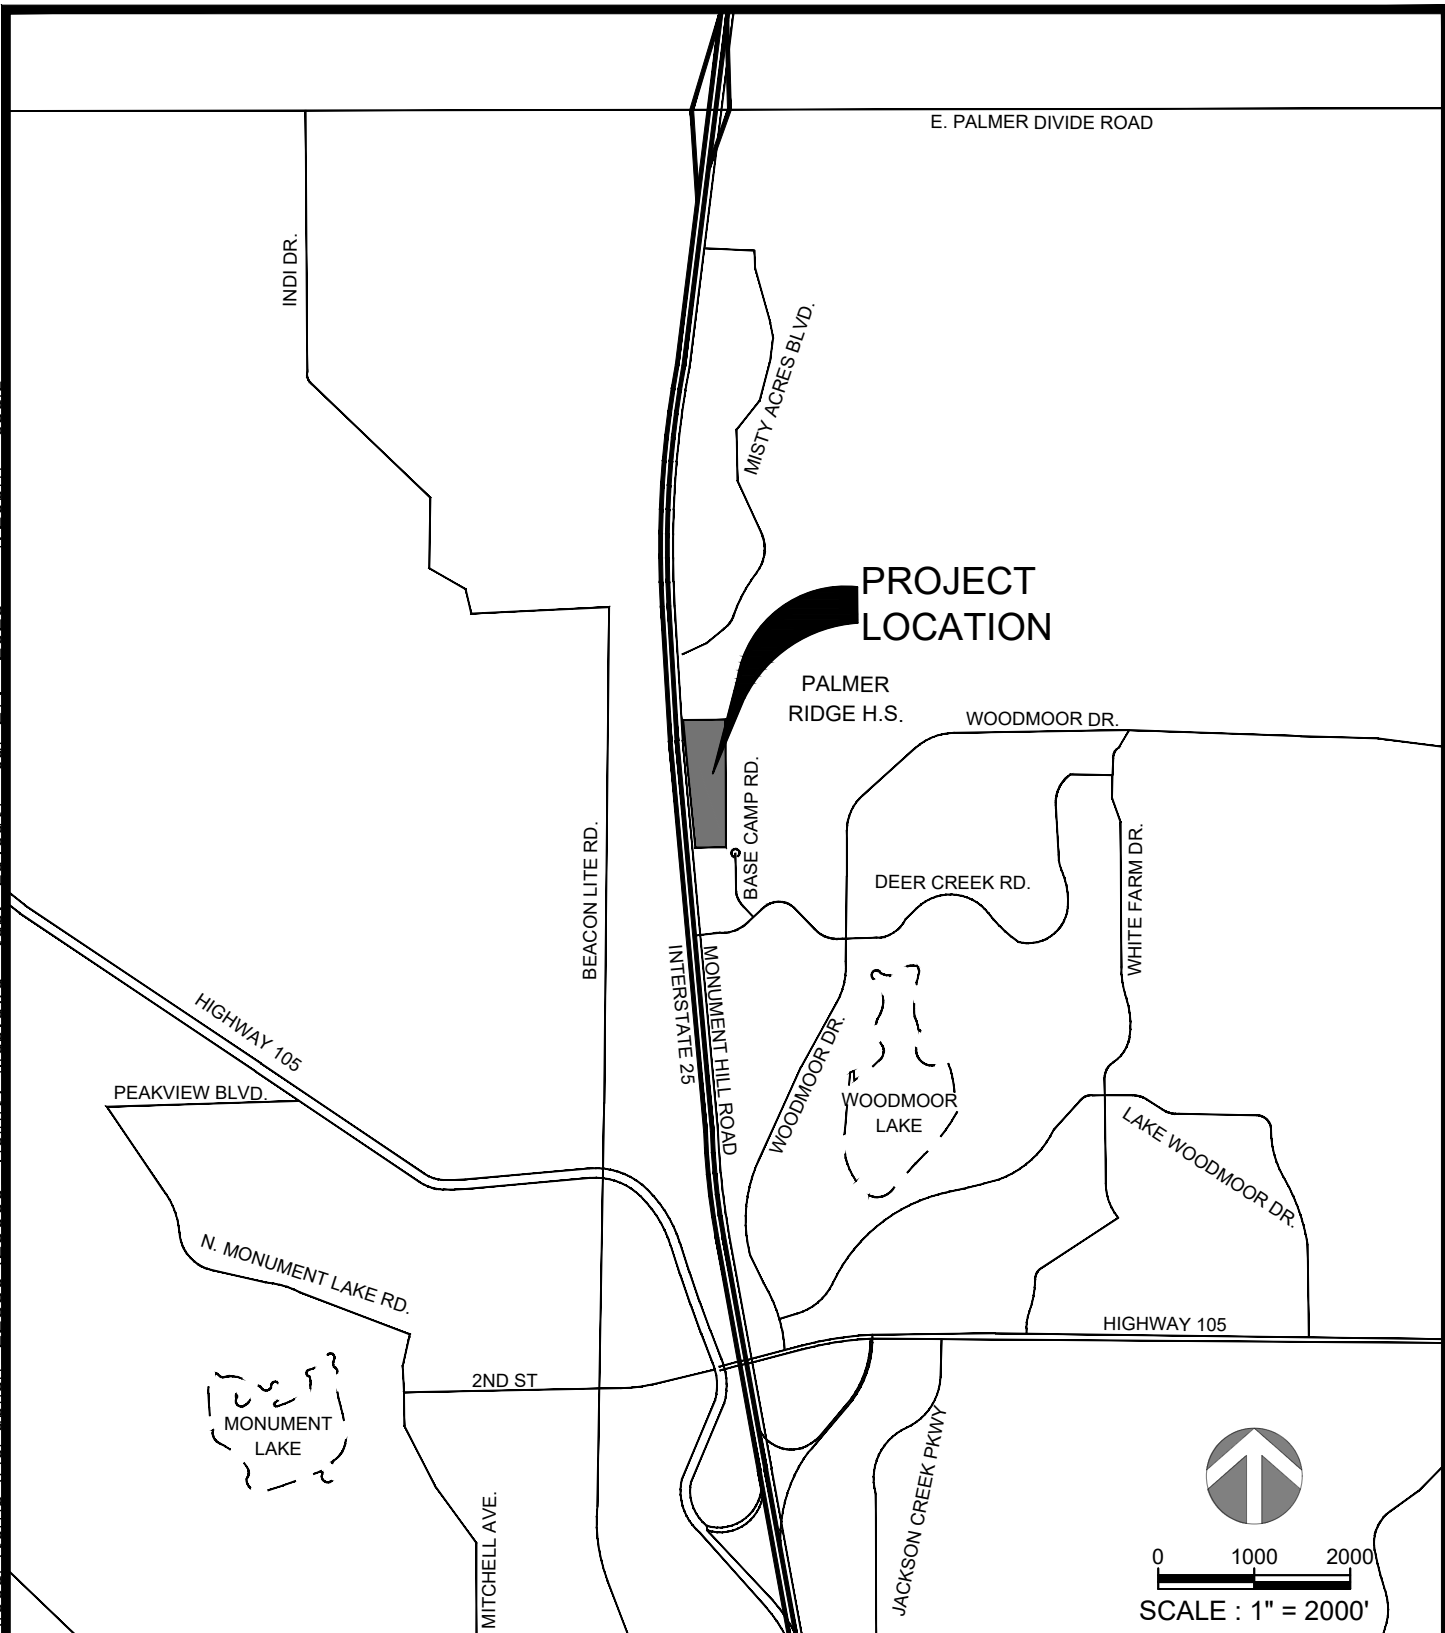 E. PALMER DIVIDE ROAD
INDI DR.
MISTY ACRES BLVD.
PROJECT
LOCATION
PALMER
RIDGE H.S.
WOODMOOR DR.
BASE CAMP RD.
BEACON LITE RD.
DEER CREEK RD.
WHITE FARM DR.
MONUMENT HILL ROAD
INTERSTATE 25
HIGHWAY 105
PEAKVIEW BLVD.
WOODMOOR DR.
WOODMOOR
LAKE
LAKE WOODMOOR DR.
N. MONUMENT LAKE RD.
HIGHWAY 105
2ND ST
MONUMENT
LAKE
MITCHELL AVE.
JACKSON CREEK PKWY
0 1000 2000
SCALE : 1" = 2000'